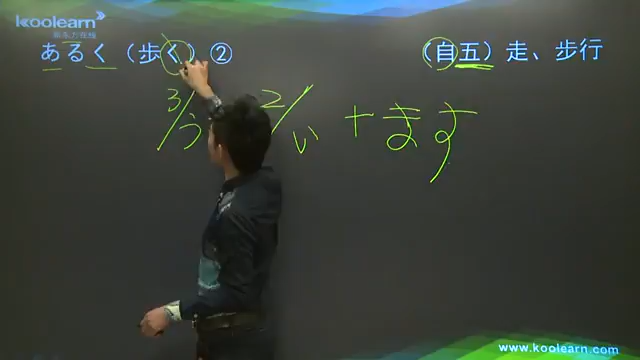 koolearn
新东方在线
あるく（歩く）② （自五）走、步行
3/う 2/い + ます
www.koolearn.com